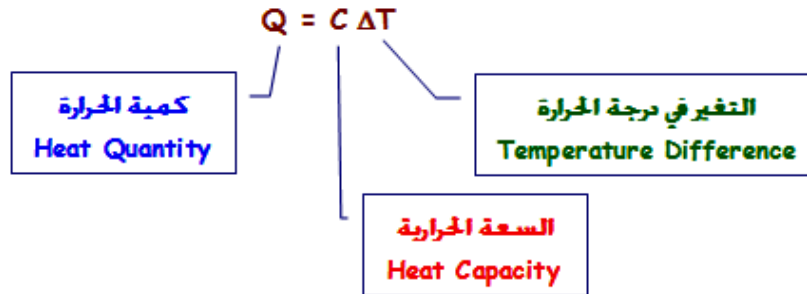 Q = C ΔT
كمية الحرارة
Heat Quantity
التغير في درجة الحرارة
Temperature Difference
السعة الحرارية
Heat Capacity